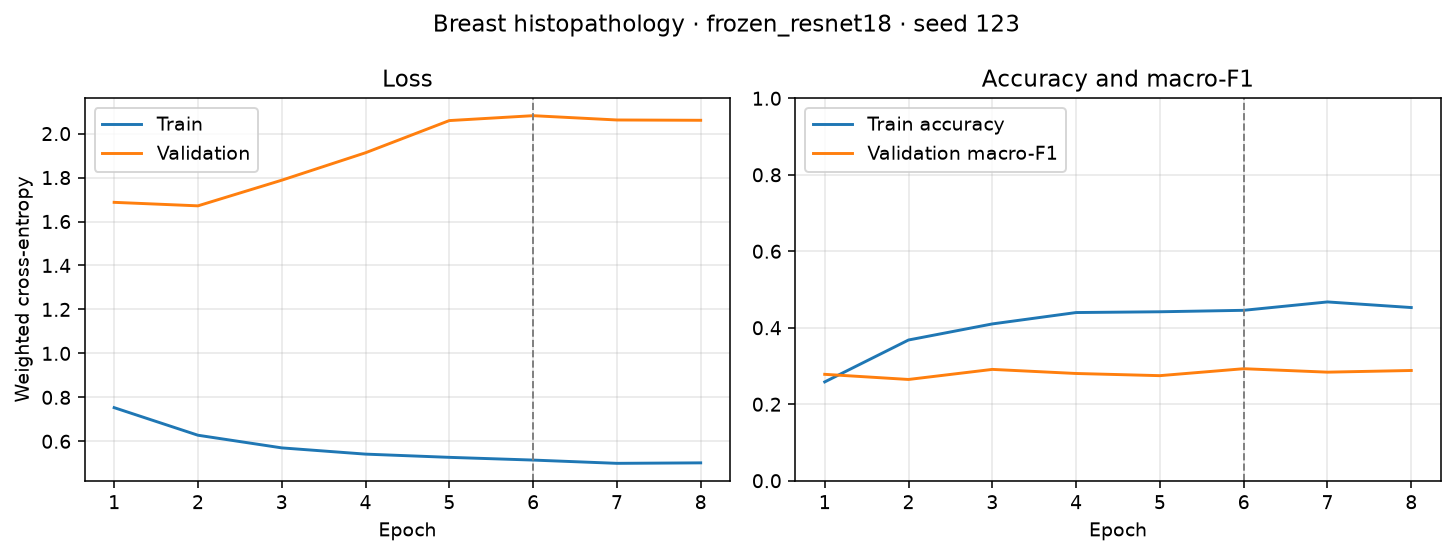 Breast histopathology · frozen_resnet18 · seed 123
Loss
Weighted cross-entropy
2.0
1.8
1.6
1.4
1.2
1.0
0.8
0.6
Train
Validation
1 2 3 4 5 6 7 8
Epoch
Accuracy and macro-F1
1.0
0.8
0.6
0.4
0.2
0.0
Train accuracy
Validation macro-F1
1 2 3 4 5 6 7 8
Epoch